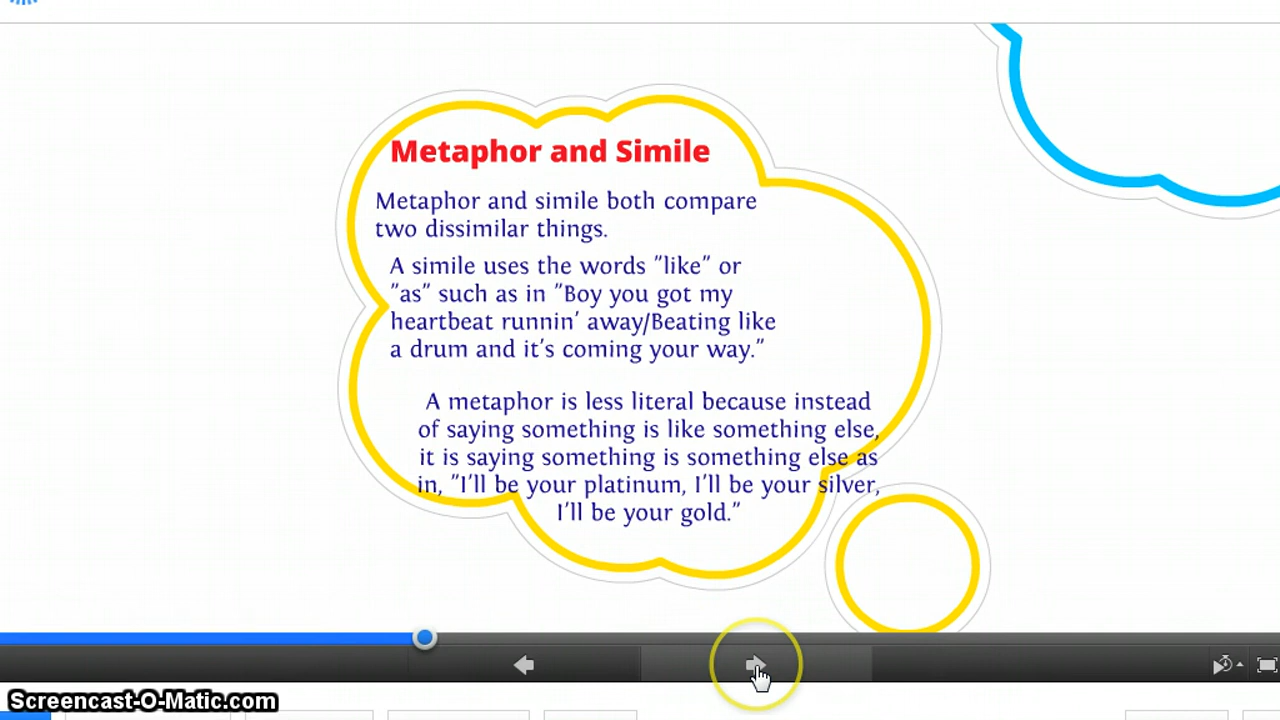 Metaphor and Simile
Metaphor and simile both compare
two dissimilar things.
A simile uses the words "like" or
"as" such as in "Boy you got my
heartbeat runnin' away/Beating like
a drum and it's coming your way."
A metaphor is less literal because instead
of saying something is like something else,
it is saying something is something else as
in, "I'll be your platinum, I'll be your silver,
I'll be your gold."
Screencast-O-Matic.com